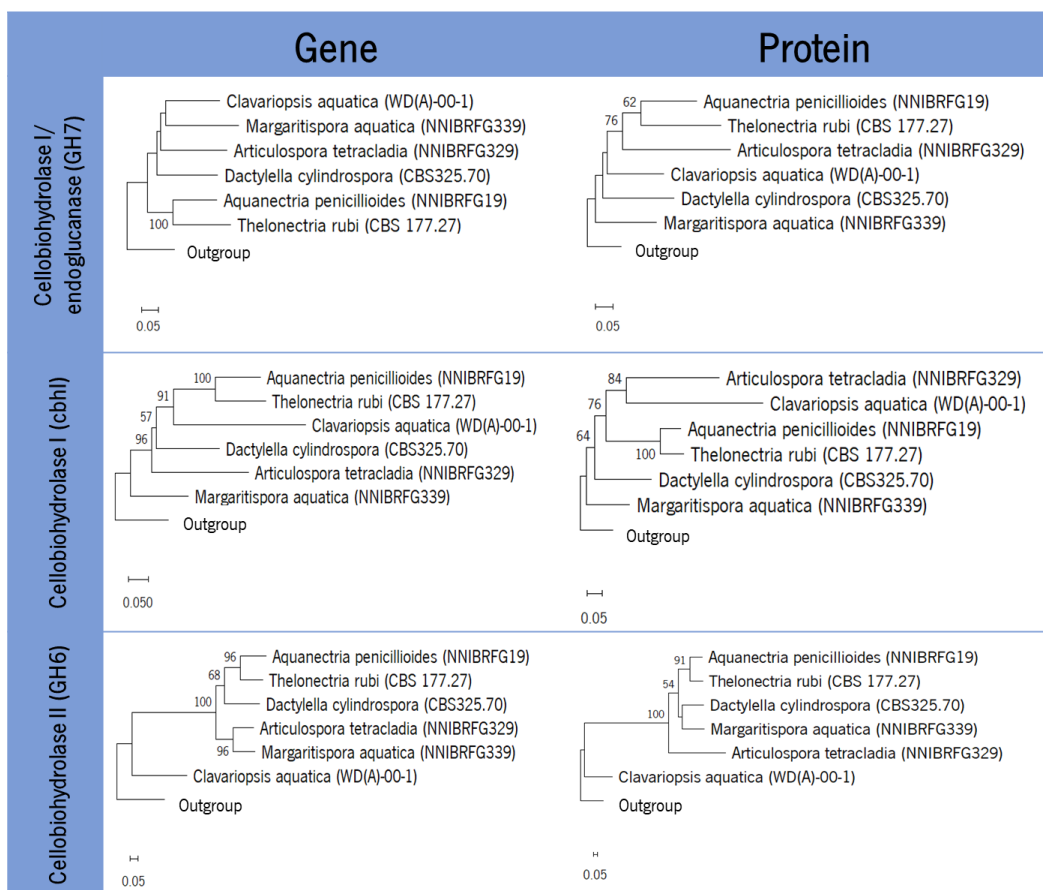 Gene
Protein
Cellobiohydrolase I/
endoglucanase (GH7)
Clavariopsis aquatica (WD(A)-00-1)
Margaritispora aquatica (NNIBRFG339)
Articulospora tetracladia (NNIBRFG329)
Dactylella cylindrospora (CBS325.70)
Aquanectria penicillioides (NNIBRFG19)
100
Thelonectria rubi (CBS 177.27)
Outgroup
0.05
62
Aquanectria penicillioides (NNIBRFG19)
76
Thelonectria rubi (CBS 177.27)
Articulospora tetracladia (NNIBRFG329)
Clavariopsis aquatica (WD(A)-00-1)
Dactylella cylindrospora (CBS325.70)
Margaritispora aquatica (NNIBRFG339)
Outgroup
0.05
Cellobiohydrolase I (cbhI)
100
Aquanectria penicillioides (NNIBRFG19)
91
Thelonectria rubi (CBS 177.27)
57
Clavariopsis aquatica (WD(A)-00-1)
96
Dactylella cylindrospora (CBS325.70)
Articulospora tetracladia (NNIBRFG329)
Margaritispora aquatica (NNIBRFG339)
Outgroup
0.050
84
Articulospora tetracladia (NNIBRFG329)
76
Clavariopsis aquatica (WD(A)-00-1)
Aquanectria penicillioides (NNIBRFG19)
64
100
Thelonectria rubi (CBS 177.27)
Dactylella cylindrospora (CBS325.70)
Margaritispora aquatica (NNIBRFG339)
Outgroup
0.05
Cellobiohydrolase II (GH6)
96
Aquanectria penicillioides (NNIBRFG19)
68
Thelonectria rubi (CBS 177.27)
100
Dactylella cylindrospora (CBS325.70)
Articulospora tetracladia (NNIBRFG329)
96
Margaritispora aquatica (NNIBRFG339)
Clavariopsis aquatica (WD(A)-00-1)
Outgroup
0.05
91
Aquanectria penicillioides (NNIBRFG19)
54
Thelonectria rubi (CBS 177.27)
Dactylella cylindrospora (CBS325.70)
100
Margaritispora aquatica (NNIBRFG339)
Articulospora tetracladia (NNIBRFG329)
Clavariopsis aquatica (WD(A)-00-1)
Outgroup
0.05